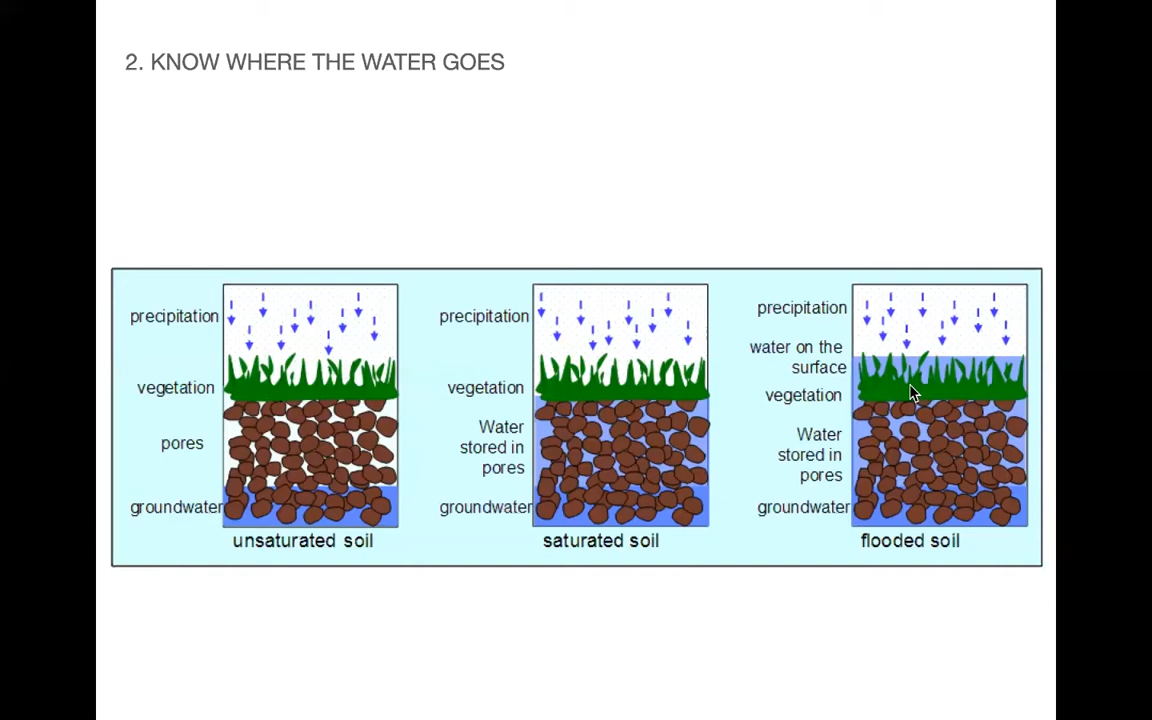 2. KNOW WHERE THE WATER GOES
precipitation
vegetation
pores
groundwater
unsaturated soil
precipitation
vegetation
Water
stored in
pores
groundwater
saturated soil
precipitation
water on the
surface
vegetation
Water
stored in
pores
groundwater
flooded soil